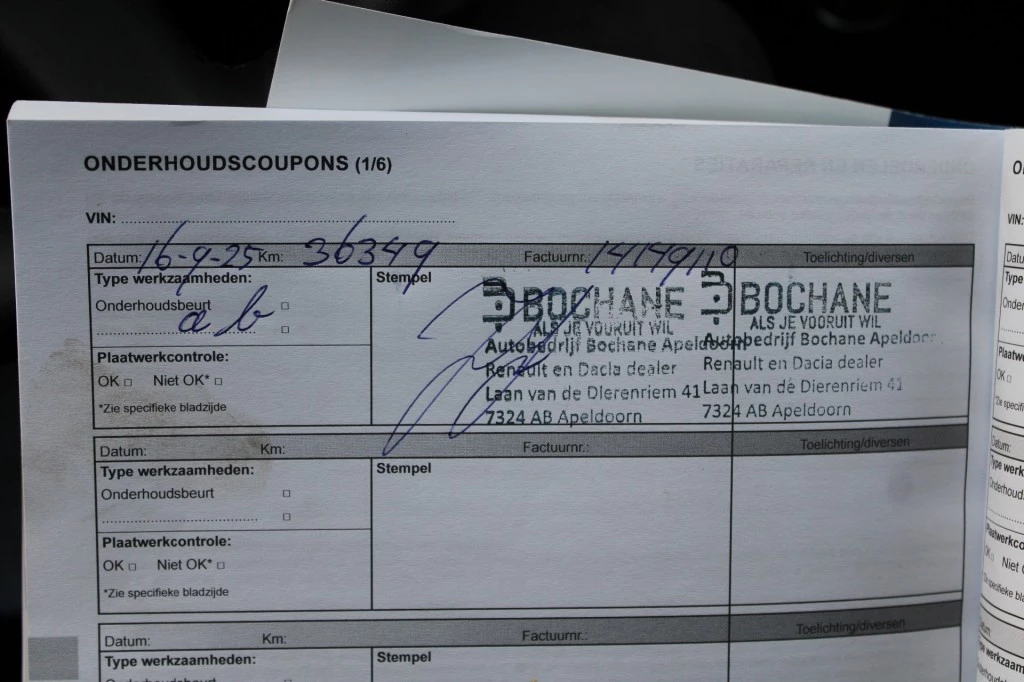 ONDERHOUDSCOUPONS (1/6)
VIN:
Datum: 16-9-25 Km: 36349 Factuurnr. 14149110 Toelichting/diversen
Type werkzaamheden:
Onderhoudsbeurt
a b
Plaatwerkcontrole:
OK Niet OK*
*Zie specifieke bladzijde
Stempel
BOCHANE
ALS JE VOORUIT WIL
Autobedrijf Bochane Apeldoorn
Renault en Dacia dealer
Laan van de Dierenriem 41
7324 AB Apeldoorn
BOCHANE
ALS JE VOORUIT WIL
Autobedrijf Bochane Apeldoor
Renault en Dacia dealer
Laan van de Dierenriem 41
7324 AB Apeldoorn
Datum: Km: Factuurnr.: Toelichting/diversen
Type werkzaamheden:
Onderhoudsbeurt
Plaatwerkcontrole:
OK Niet OK*
*Zie specifieke bladzijde
Stempel
Datum: Km: Factuurnr.: Toelichting/diversen
Type werkzaamheden:
Stempel